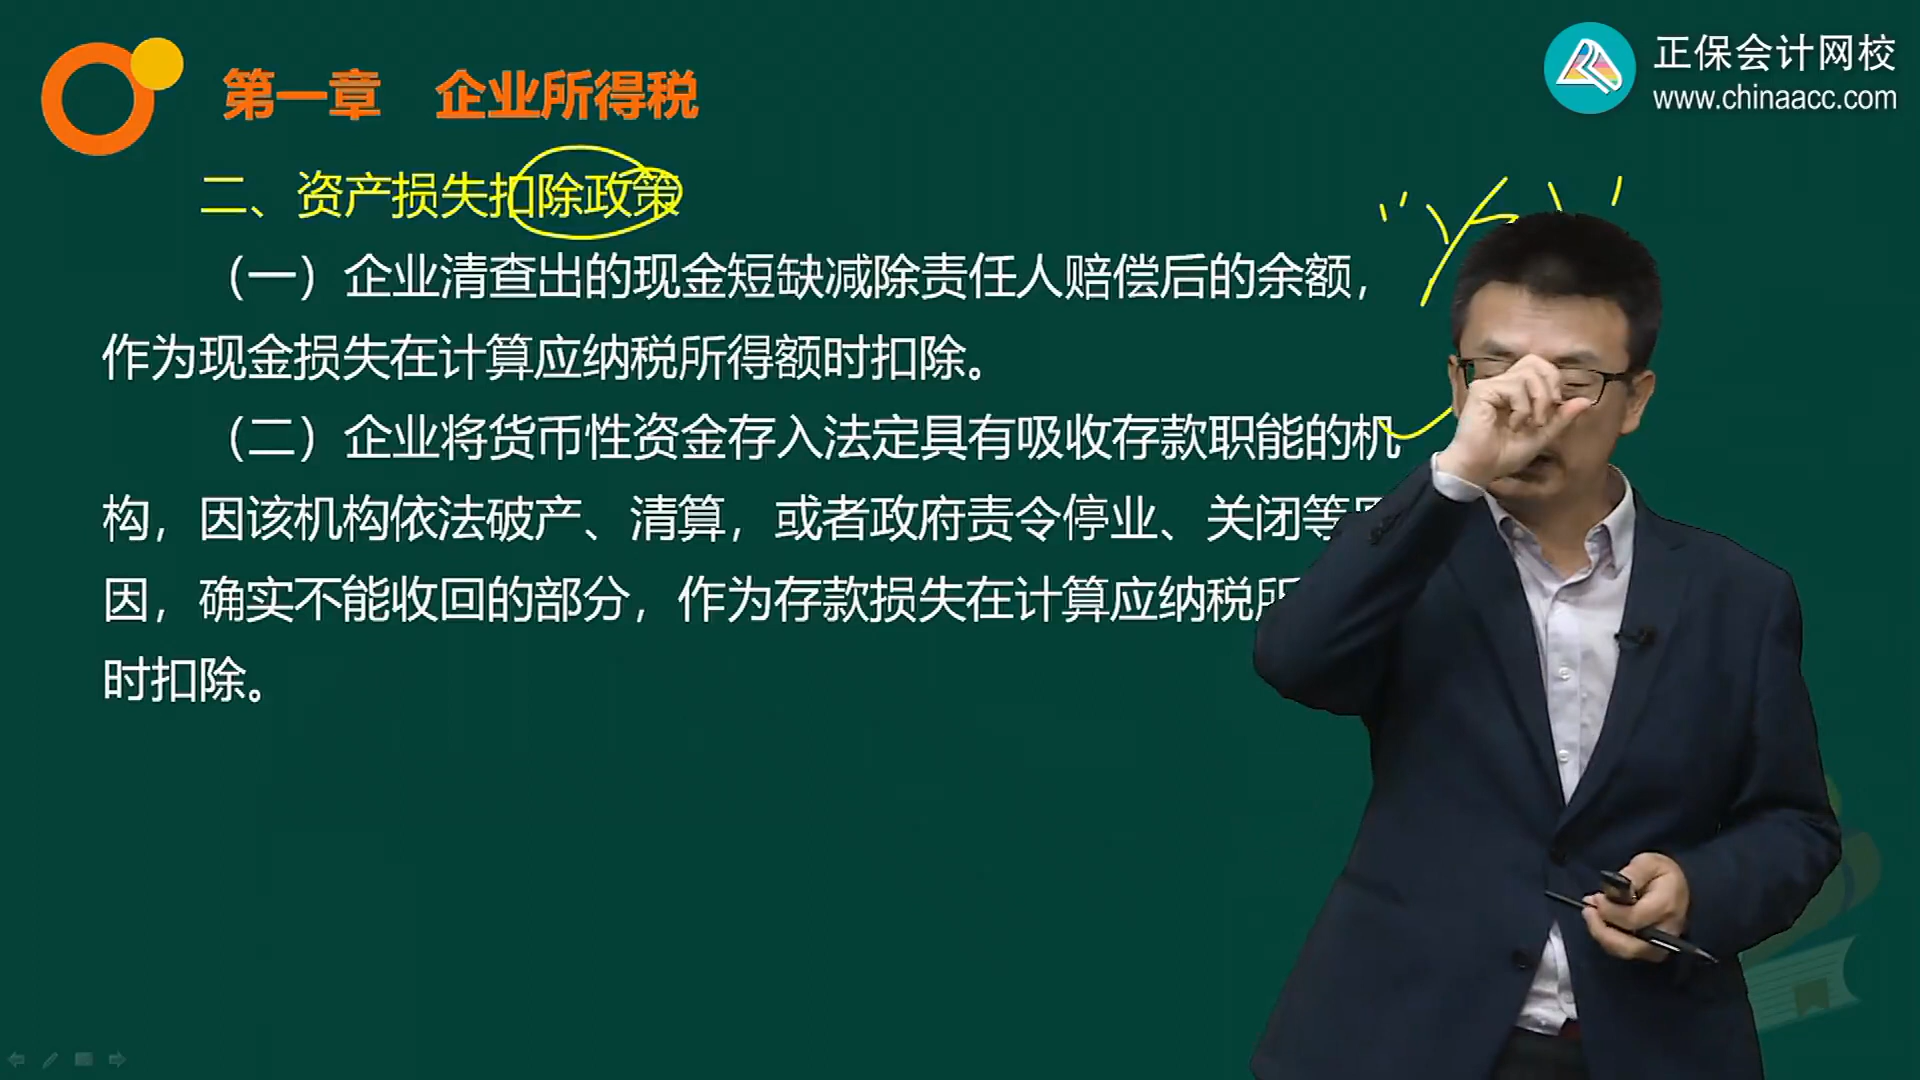 正保会计网校
www.chinaacc.com
第一章 企业所得税
二、资产损失扣除政策
（一）企业清查出的现金短缺减除责任人赔偿后的余额，
作为现金损失在计算应纳税所得额时扣除。
（二）企业将货币性资金存入法定具有吸收存款职能的机
构，因该机构依法破产、清算，或者政府责令停业、关闭等原
因，确实不能收回的部分，作为存款损失在计算应纳税所
时扣除。